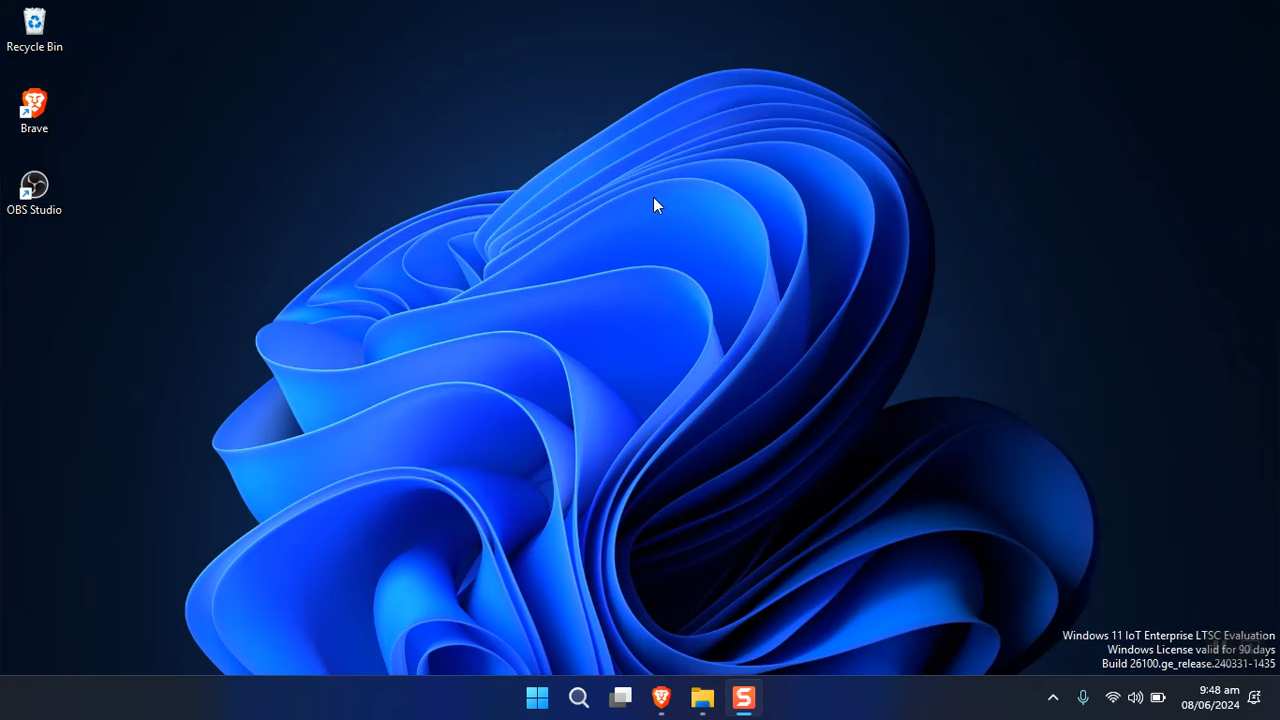 Recycle Bin
Brave
OBS Studio
Windows 11 IoT Enterprise LTSC Evaluation
Windows License valid for 90 days
Build 26100.ge_release.240331-1435
9:48 am
08/06/2024